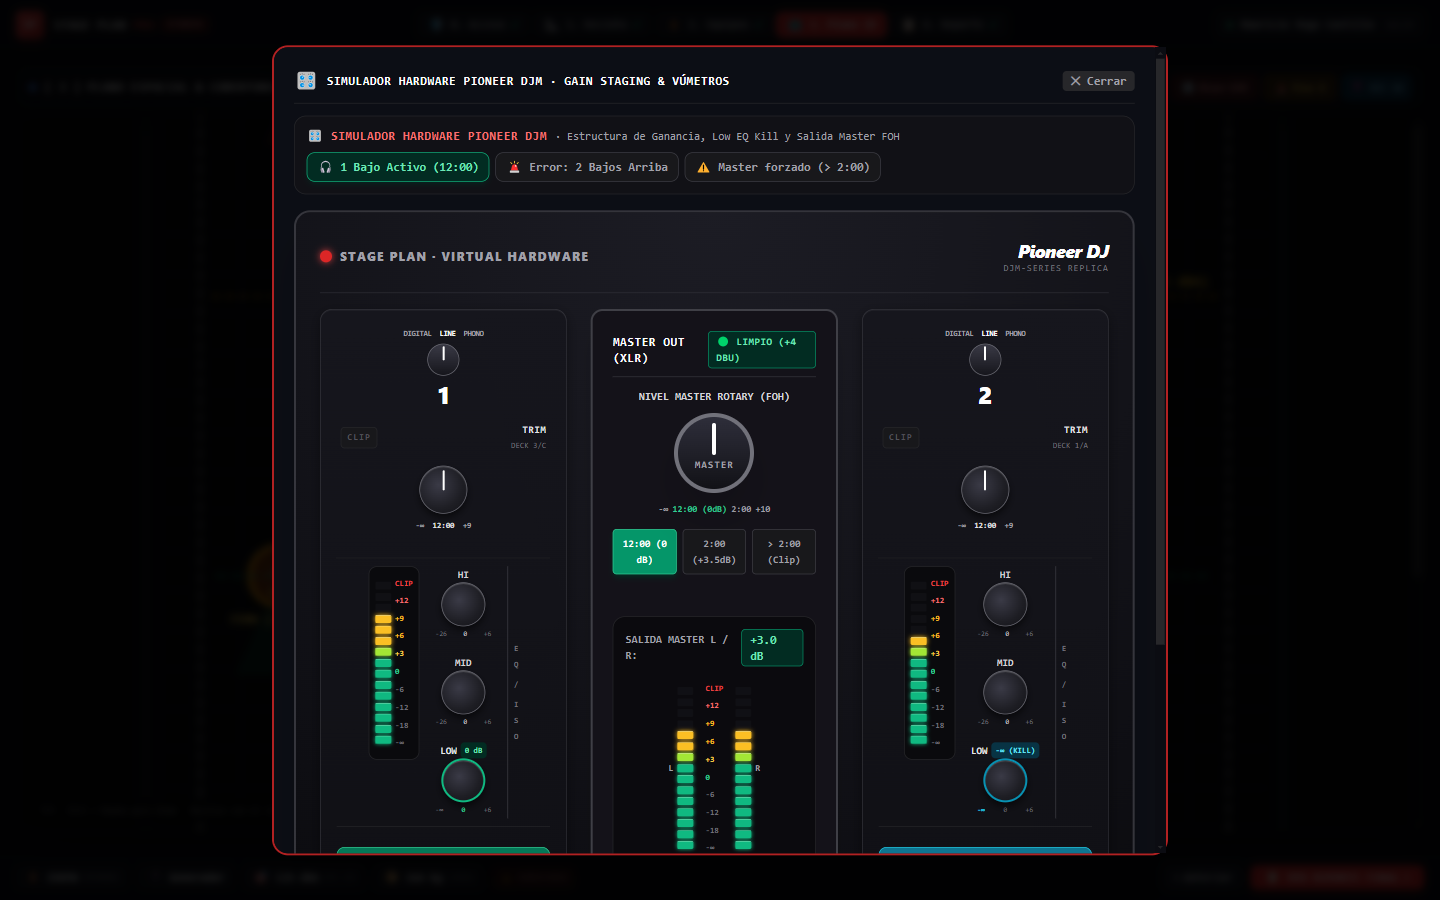 SIMULADOR HARDWARE PIONEER DJM · GAIN STAGING & VÚMETROS
✕ Cerrar
SIMULADOR HARDWARE PIONEER DJM · Estructura de Ganancia, Low EQ Kill y Salida Master FOH
1 Bajo Activo (12:00)
Error: 2 Bajos Arriba
Master forzado (> 2:00)
STAGE PLAN · VIRTUAL HARDWARE
Pioneer DJ
DJM-SERIES REPLICA
DIGITAL LINE PHONO
1
CLIP
TRIM
DECK 3/C
-∞ 12:00 +9
CLIP
+12
+9
+6
+3
0
-6
-12
-18
-∞
HI
-26 0 +6
MID
-26 0 +6
LOW 0 dB
-∞ 0 +6
E
Q
/
I
S
O
MASTER OUT
(XLR)
LIMPIO (+4
DBU)
NIVEL MASTER ROTARY (FOH)
MASTER
-∞ 12:00 (0dB) 2:00 +10
12:00 (0
dB)
2:00
(+3.5dB)
> 2:00
(Clip)
SALIDA MASTER L /
R:
+3.0
dB
CLIP
+12
+9
+6
+3
L
R
0
-6
-12
-18
-∞
DIGITAL LINE PHONO
2
CLIP
TRIM
DECK 1/A
-∞ 12:00 +9
CLIP
+12
+9
+6
+3
0
-6
-12
-18
-∞
HI
-26 0 +6
MID
-26 0 +6
LOW -∞ (KILL)
-∞ 0 +6
E
Q
/
I
S
O